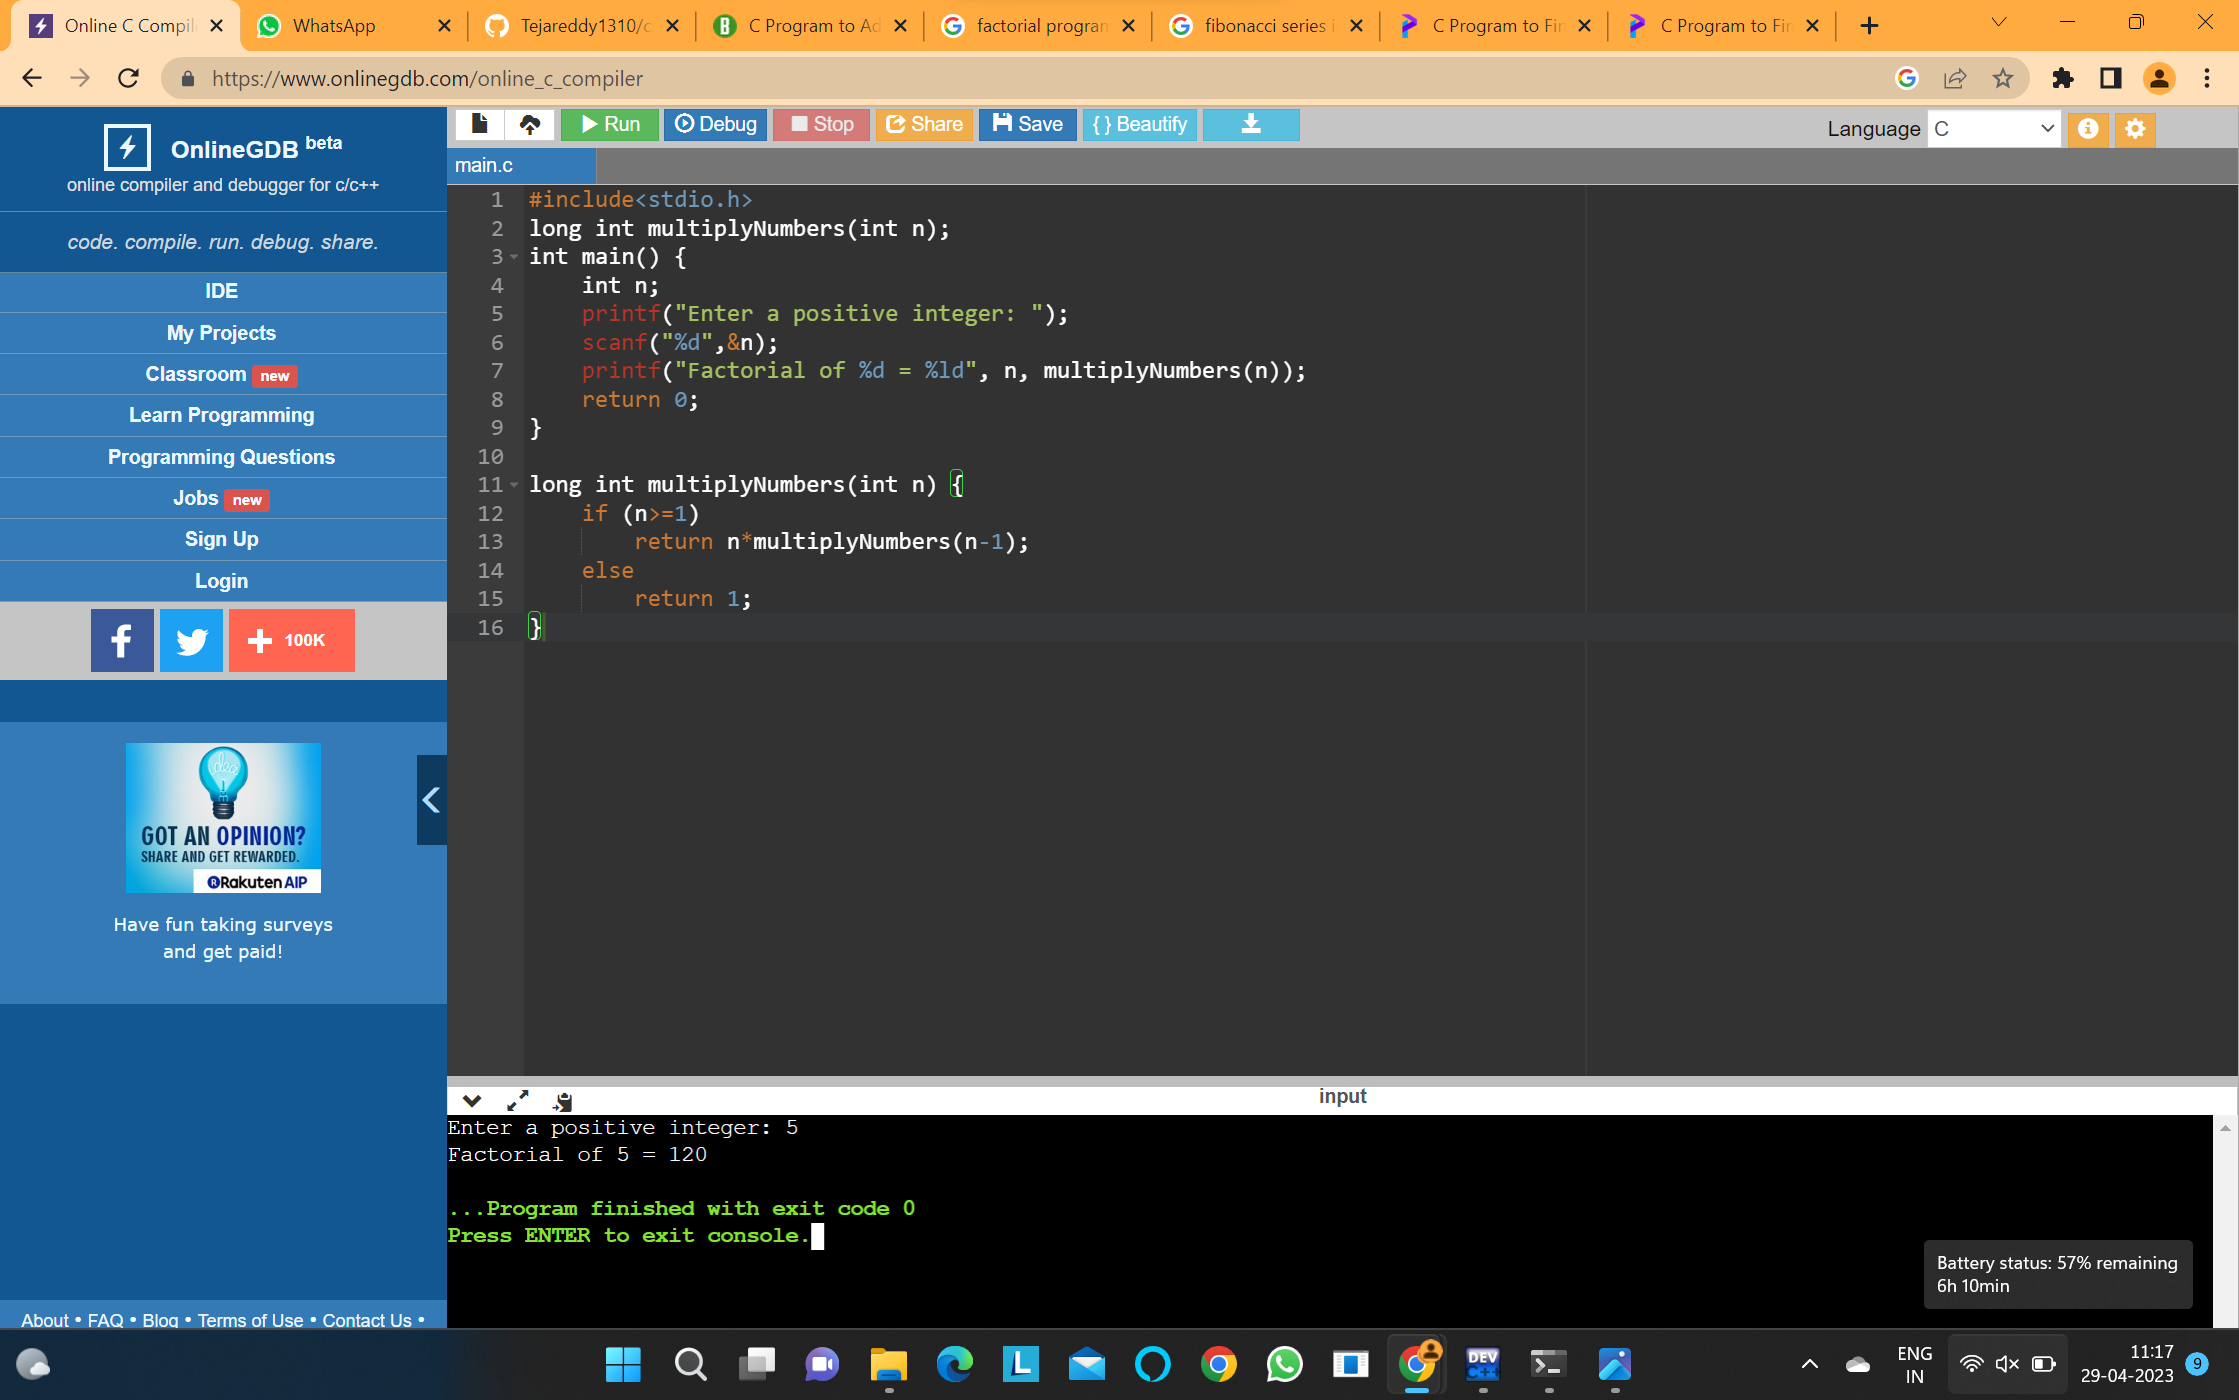 Online C Compil
WhatsApp
Tejareddy1310/c
C Program to Ad
factorial program
fibonacci series i
C Program to Fin
C Program to Fin
https://www.onlinegdb.com/online_c_compiler
OnlineGDB beta
online compiler and debugger for c/c++
code. compile. run. debug. share.
IDE
My Projects
Classroom new
Learn Programming
Programming Questions
Jobs new
Sign Up
Login
f + 100K
idea
GOT AN OPINION?
SHARE AND GET REWARDED.
Rakuten AIP
Have fun taking surveys
and get paid!
About • FAQ • Blog • Terms of Use • Contact Us •
Run Debug Stop Share Save { } Beautify
Language C
main.c
1 #include<stdio.h>
2 long int multiplyNumbers(int n);
3 int main() {
4     int n;
5     printf("Enter a positive integer: ");
6     scanf("%d",&n);
7     printf("Factorial of %d = %ld", n, multiplyNumbers(n));
8     return 0;
9 }
10
11 long int multiplyNumbers(int n) {
12     if (n>=1)
13         return n*multiplyNumbers(n-1);
14     else
15         return 1;
16 }
input
Enter a positive integer: 5
Factorial of 5 = 120
...Program finished with exit code 0
Press ENTER to exit console.
Battery status: 57% remaining
6h 10min
L
DEV
C++
ENG
IN
11:17
29-04-2023
9